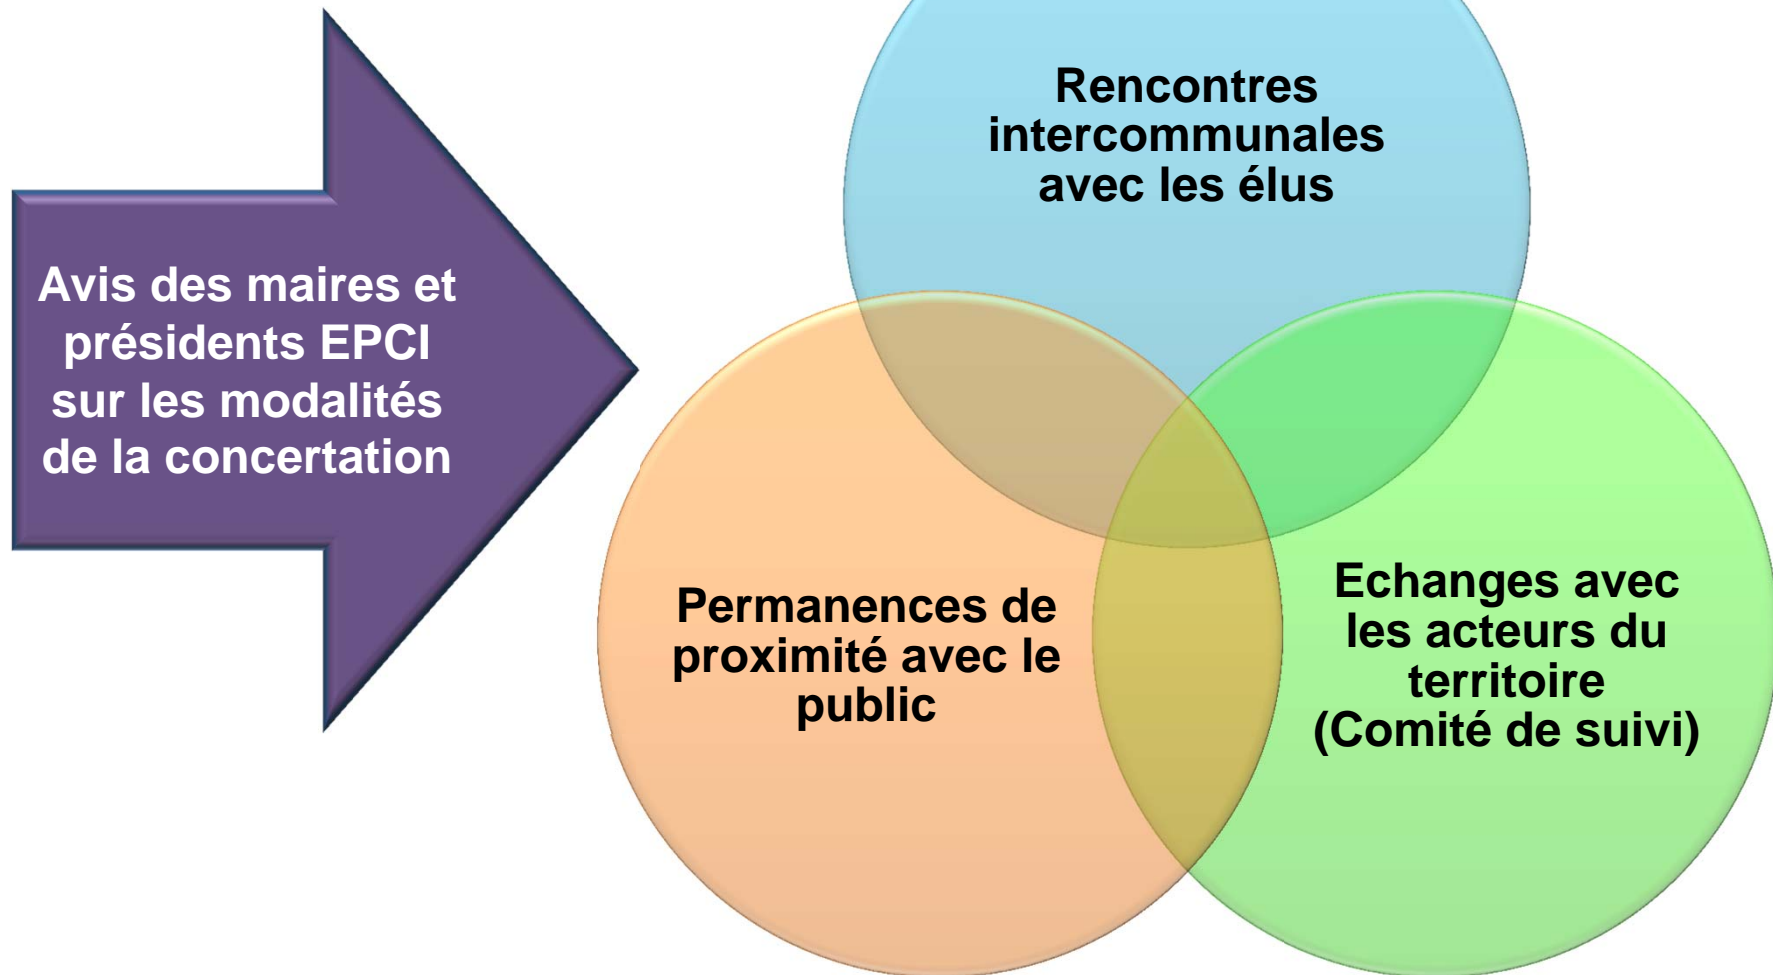 Avis des maires et
présidents EPCI
sur les modalités
de la concertation
Rencontres
intercommunales
avec les élus
Permanences de
proximité avec le
public
Echanges avec
les acteurs du
territoire
(Comité de suivi)